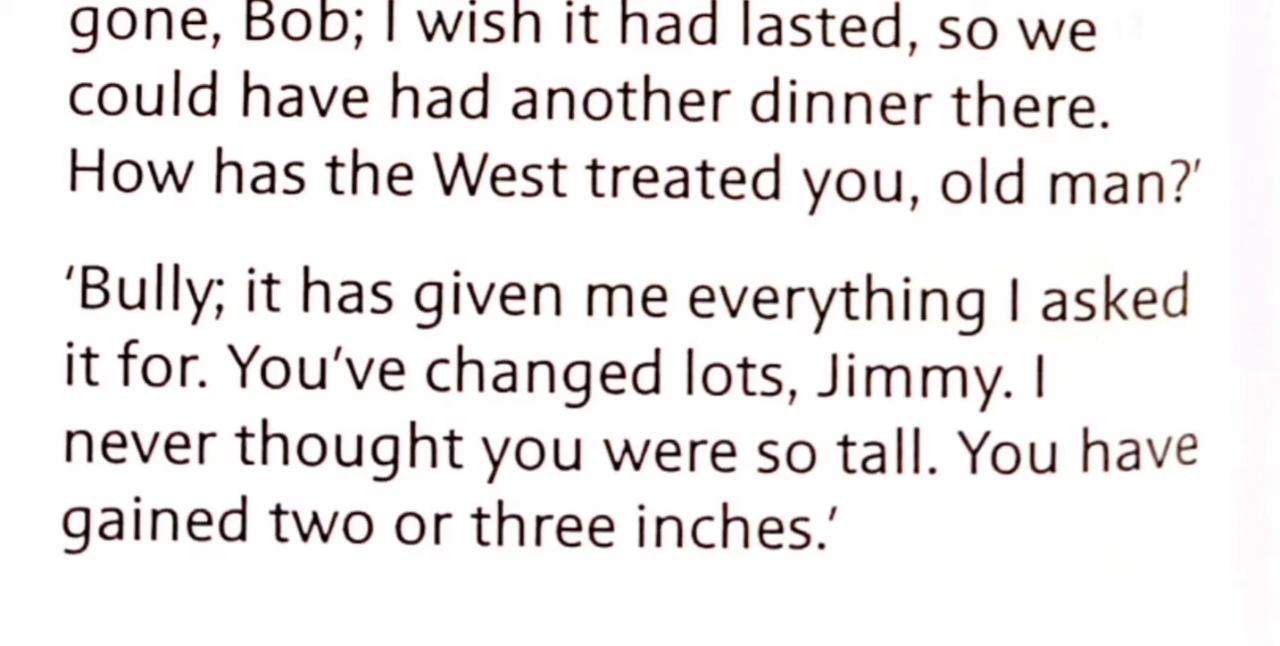 gone, Bob; I wish it had lasted, so we
could have had another dinner there.
How has the West treated you, old man?’
‘Bully; it has given me everything I asked
it for. You’ve changed lots, Jimmy. I
never thought you were so tall. You have
gained two or three inches.’